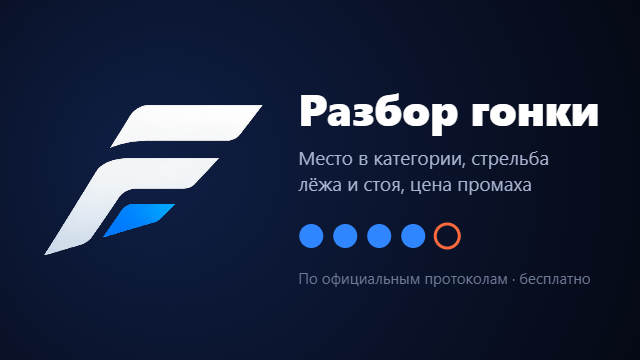 Разбор гонки
Место в категории, стрельба
лёжа и стоя, цена промаха
По официальным протоколам · бесплатно